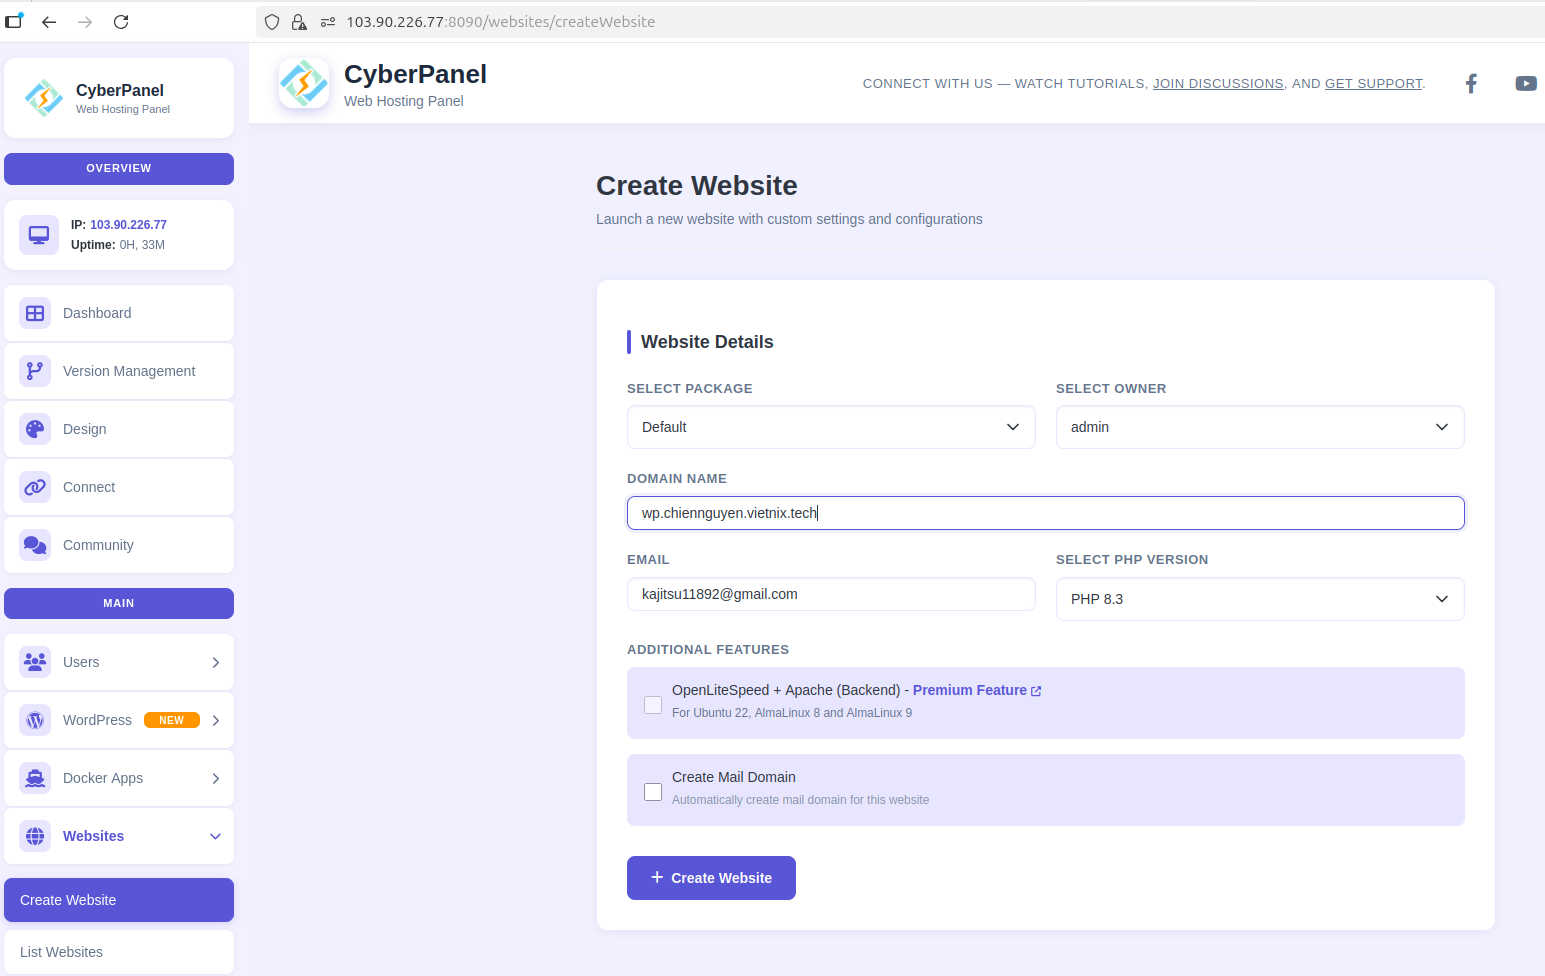 103.90.226.77:8090/websites/createWebsite
CyberPanel
Web Hosting Panel
OVERVIEW
IP: 103.90.226.77
Uptime: 0H, 33M
Dashboard
Version Management
Design
Connect
Community
MAIN
Users
WordPress NEW
Docker Apps
Websites
Create Website
List Websites
CyberPanel
Web Hosting Panel
CONNECT WITH US — WATCH TUTORIALS, JOIN DISCUSSIONS, AND GET SUPPORT.
Create Website
Launch a new website with custom settings and configurations
Website Details
SELECT PACKAGE
Default
SELECT OWNER
admin
DOMAIN NAME
wp.chiennguyen.vietnix.tech
EMAIL
kajitsu11892@gmail.com
SELECT PHP VERSION
PHP 8.3
ADDITIONAL FEATURES
OpenLiteSpeed + Apache (Backend) - Premium Feature
For Ubuntu 22, AlmaLinux 8 and AlmaLinux 9
Create Mail Domain
Automatically create mail domain for this website
+ Create Website